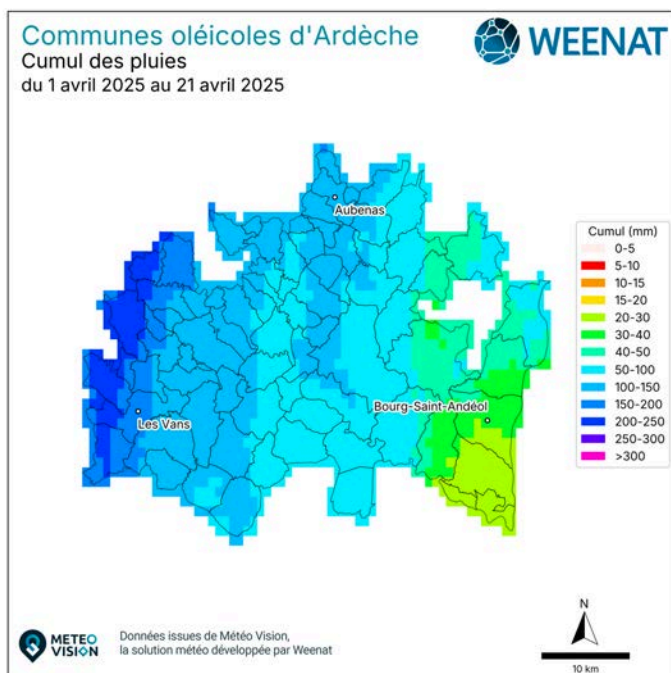 Communes oléicoles d'Ardèche
Cumul des pluies
du 1 avril 2025 au 21 avril 2025
WEENAT
Aubenas
Bourg-Saint-Andéol
Les Vans
Cumul (mm)
0-5
5-10
10-15
15-20
20-30
30-40
40-50
50-100
100-150
150-200
200-250
250-300
>300
METEO
VISION
Données issues de Météo Vision,
la solution météo développée par Weenat
N
10 km